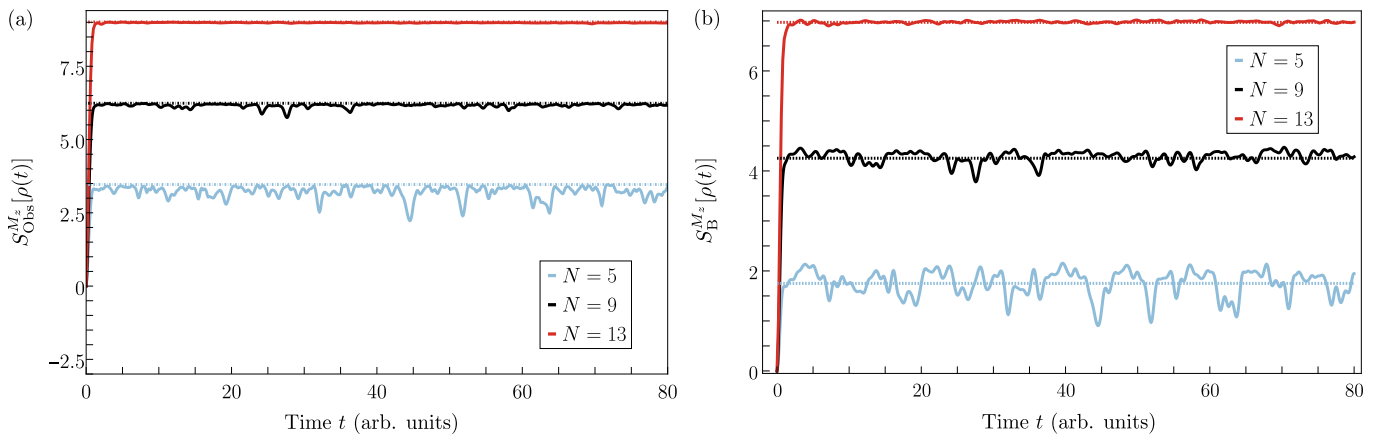 (a)
7.5
5.0
2.5
0
−2.5
S_Obs^{M_z}[ρ(t)]
N = 5
N = 9
N = 13
0 20 40 60 80
Time t (arb. units)
(b)
6
4
2
0
S_B^{M_z}[ρ(t)]
N = 5
N = 9
N = 13
0 20 40 60 80
Time t (arb. units)